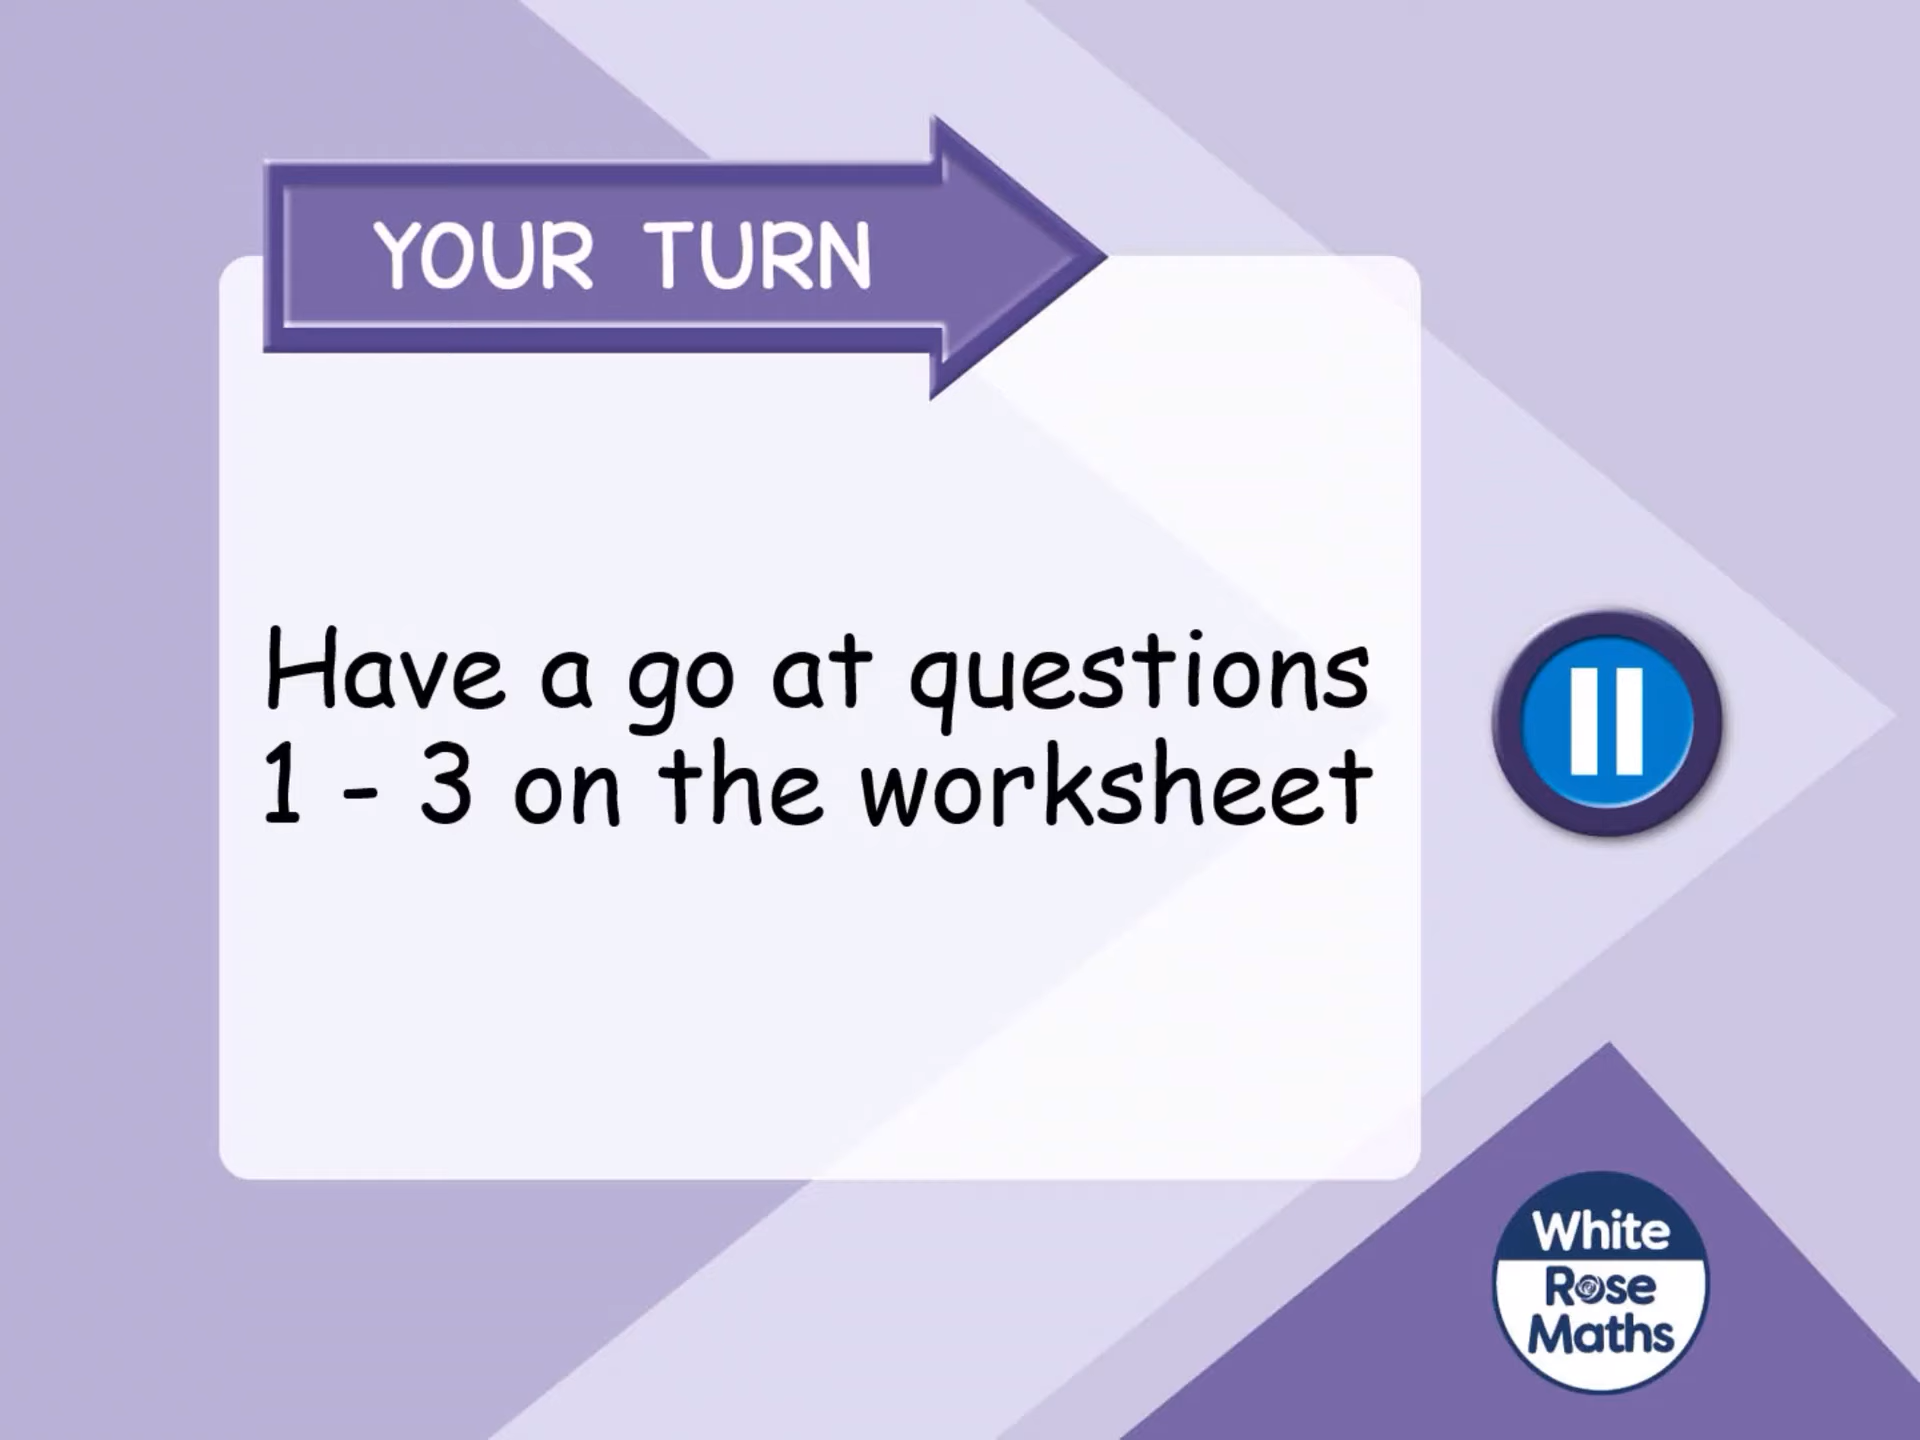 YOUR TURN
Have a go at questions
1 - 3 on the worksheet
White
Rose
Maths